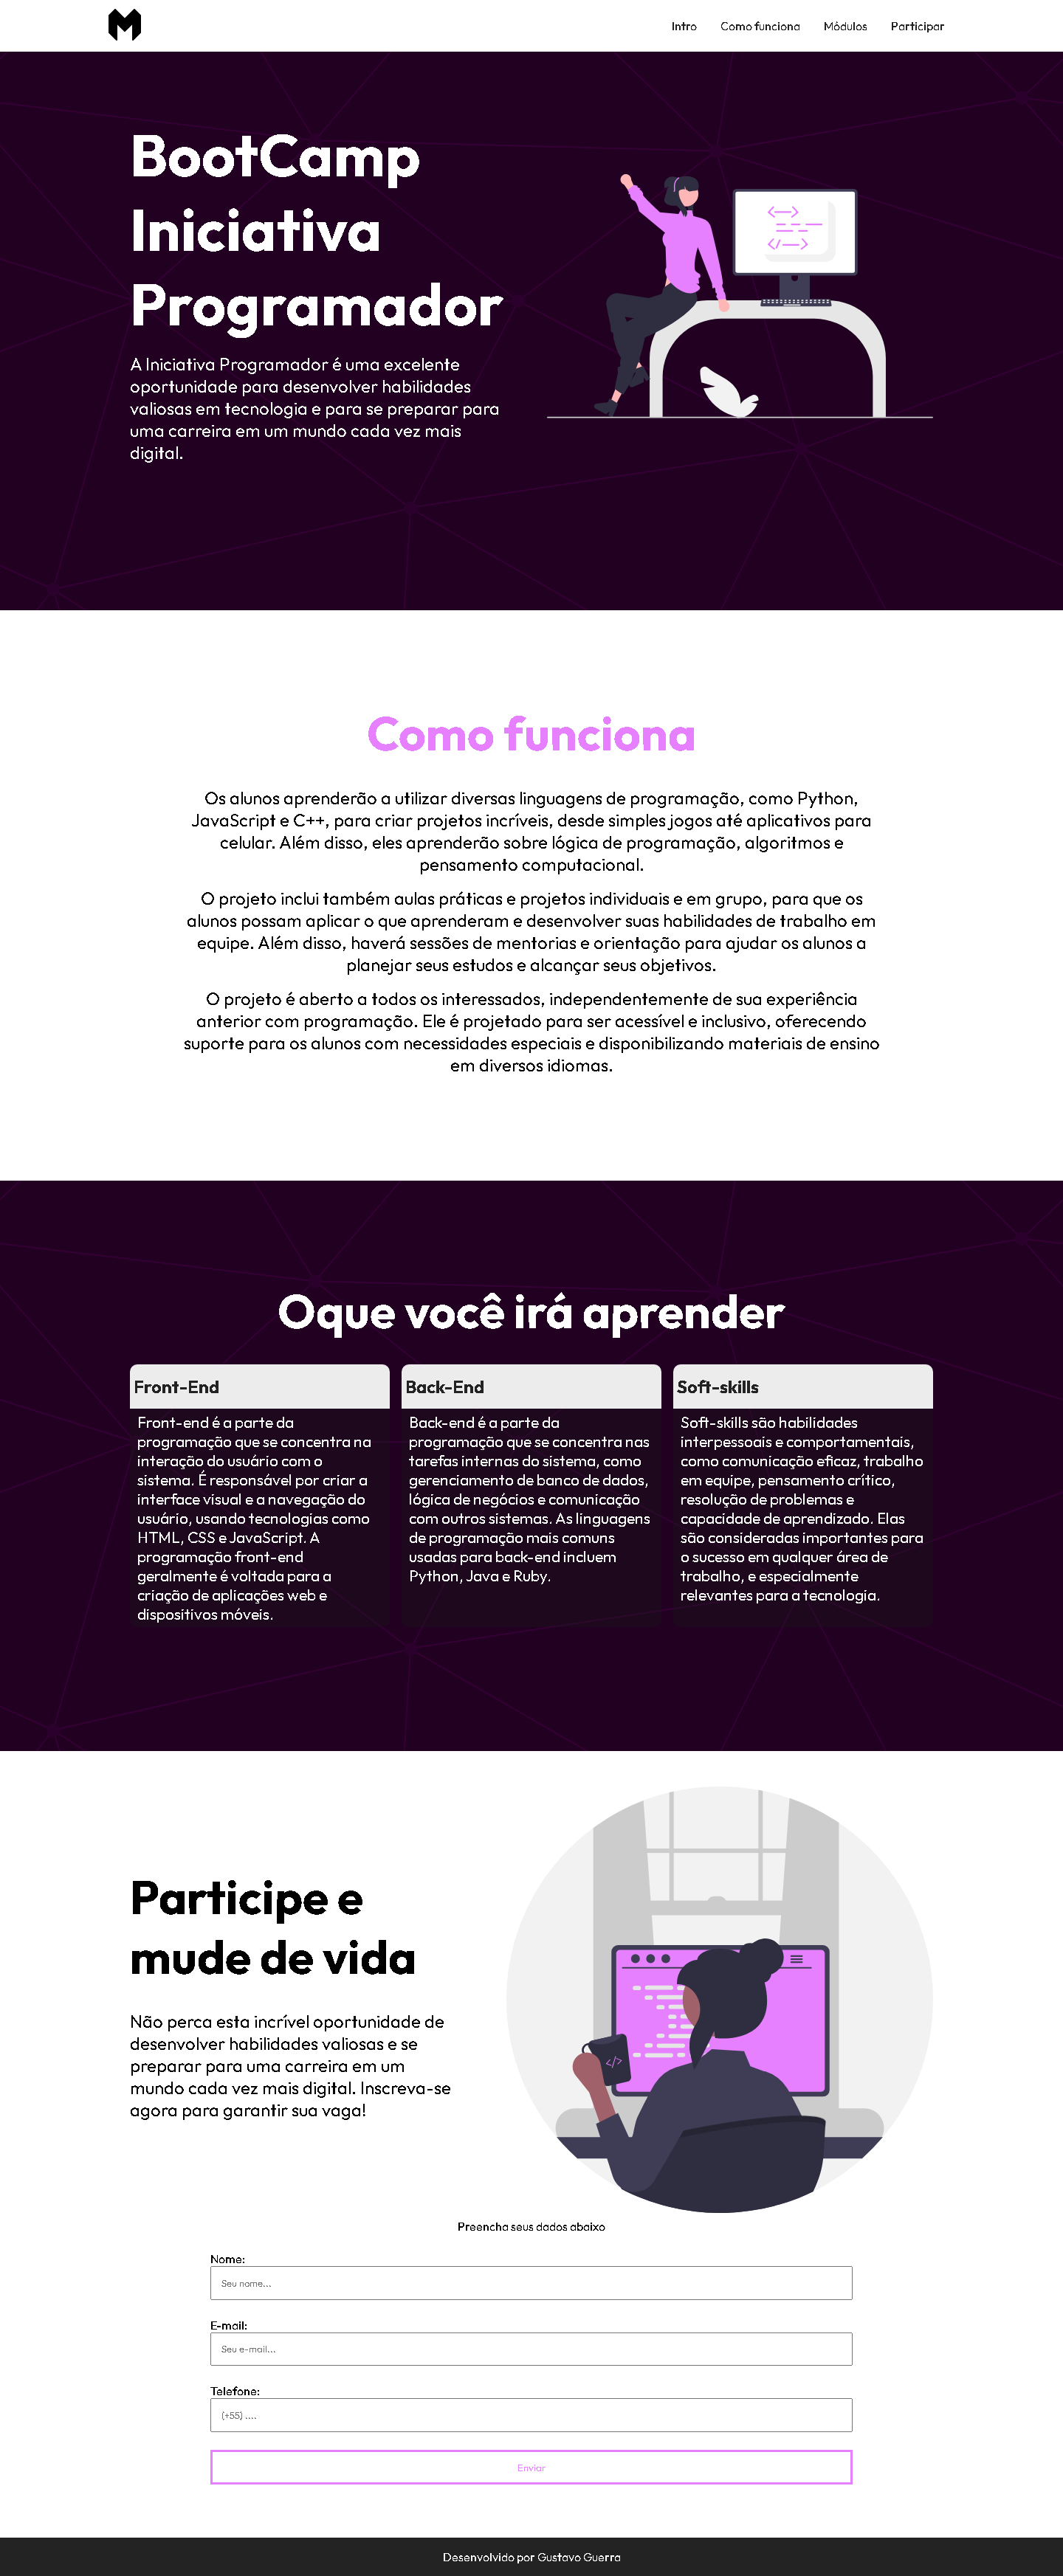 Intro Como funciona Módulos Participar
BootCamp
Iniciativa
Programador
A Iniciativa Programador é uma excelente
oportunidade para desenvolver habilidades
valiosas em tecnologia e para se preparar para
uma carreira em um mundo cada vez mais
digital.
Como funciona
Os alunos aprenderão a utilizar diversas linguagens de programação, como Python,
JavaScript e C++, para criar projetos incríveis, desde simples jogos até aplicativos para
celular. Além disso, eles aprenderão sobre lógica de programação, algoritmos e
pensamento computacional.
O projeto inclui também aulas práticas e projetos individuais e em grupo, para que os
alunos possam aplicar o que aprenderam e desenvolver suas habilidades de trabalho em
equipe. Além disso, haverá sessões de mentorias e orientação para ajudar os alunos a
planejar seus estudos e alcançar seus objetivos.
O projeto é aberto a todos os interessados, independentemente de sua experiência
anterior com programação. Ele é projetado para ser acessível e inclusivo, oferecendo
suporte para os alunos com necessidades especiais e disponibilizando materiais de ensino
em diversos idiomas.
Oque você irá aprender
Front-End
Front-end é a parte da
programação que se concentra na
interação do usuário com o
sistema. É responsável por criar a
interface visual e a navegação do
usuário, usando tecnologias como
HTML, CSS e JavaScript. A
programação front-end
geralmente é voltada para a
criação de aplicações web e
dispositivos móveis.
Back-End
Back-end é a parte da
programação que se concentra nas
tarefas internas do sistema, como
gerenciamento de banco de dados,
lógica de negócios e comunicação
com outros sistemas. As linguagens
de programação mais comuns
usadas para back-end incluem
Python, Java e Ruby.
Soft-skills
Soft-skills são habilidades
interpessoais e comportamentais,
como comunicação eficaz, trabalho
em equipe, pensamento crítico,
resolução de problemas e
capacidade de aprendizado. Elas
são consideradas importantes para
o sucesso em qualquer área de
trabalho, e especialmente
relevantes para a tecnologia.
Participe e
mude de vida
Não perca esta incrível oportunidade de
desenvolver habilidades valiosas e se
preparar para uma carreira em um
mundo cada vez mais digital. Inscreva-se
agora para garantir sua vaga!
</>
Preencha seus dados abaixo
Nome:
Seu nome...
E-mail:
Seu e-mail...
Telefone:
(+55) ....
Enviar
Desenvolvido por Gustavo Guerra